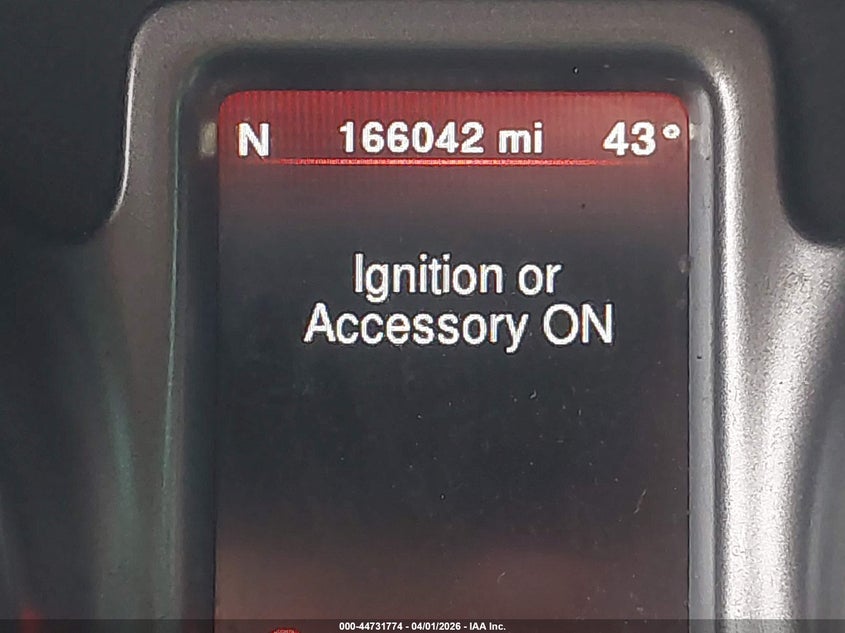 N 166042 mi 43°
Ignition or
Accessory ON
000-44731774 - 04/01/2026 - IAA Inc.